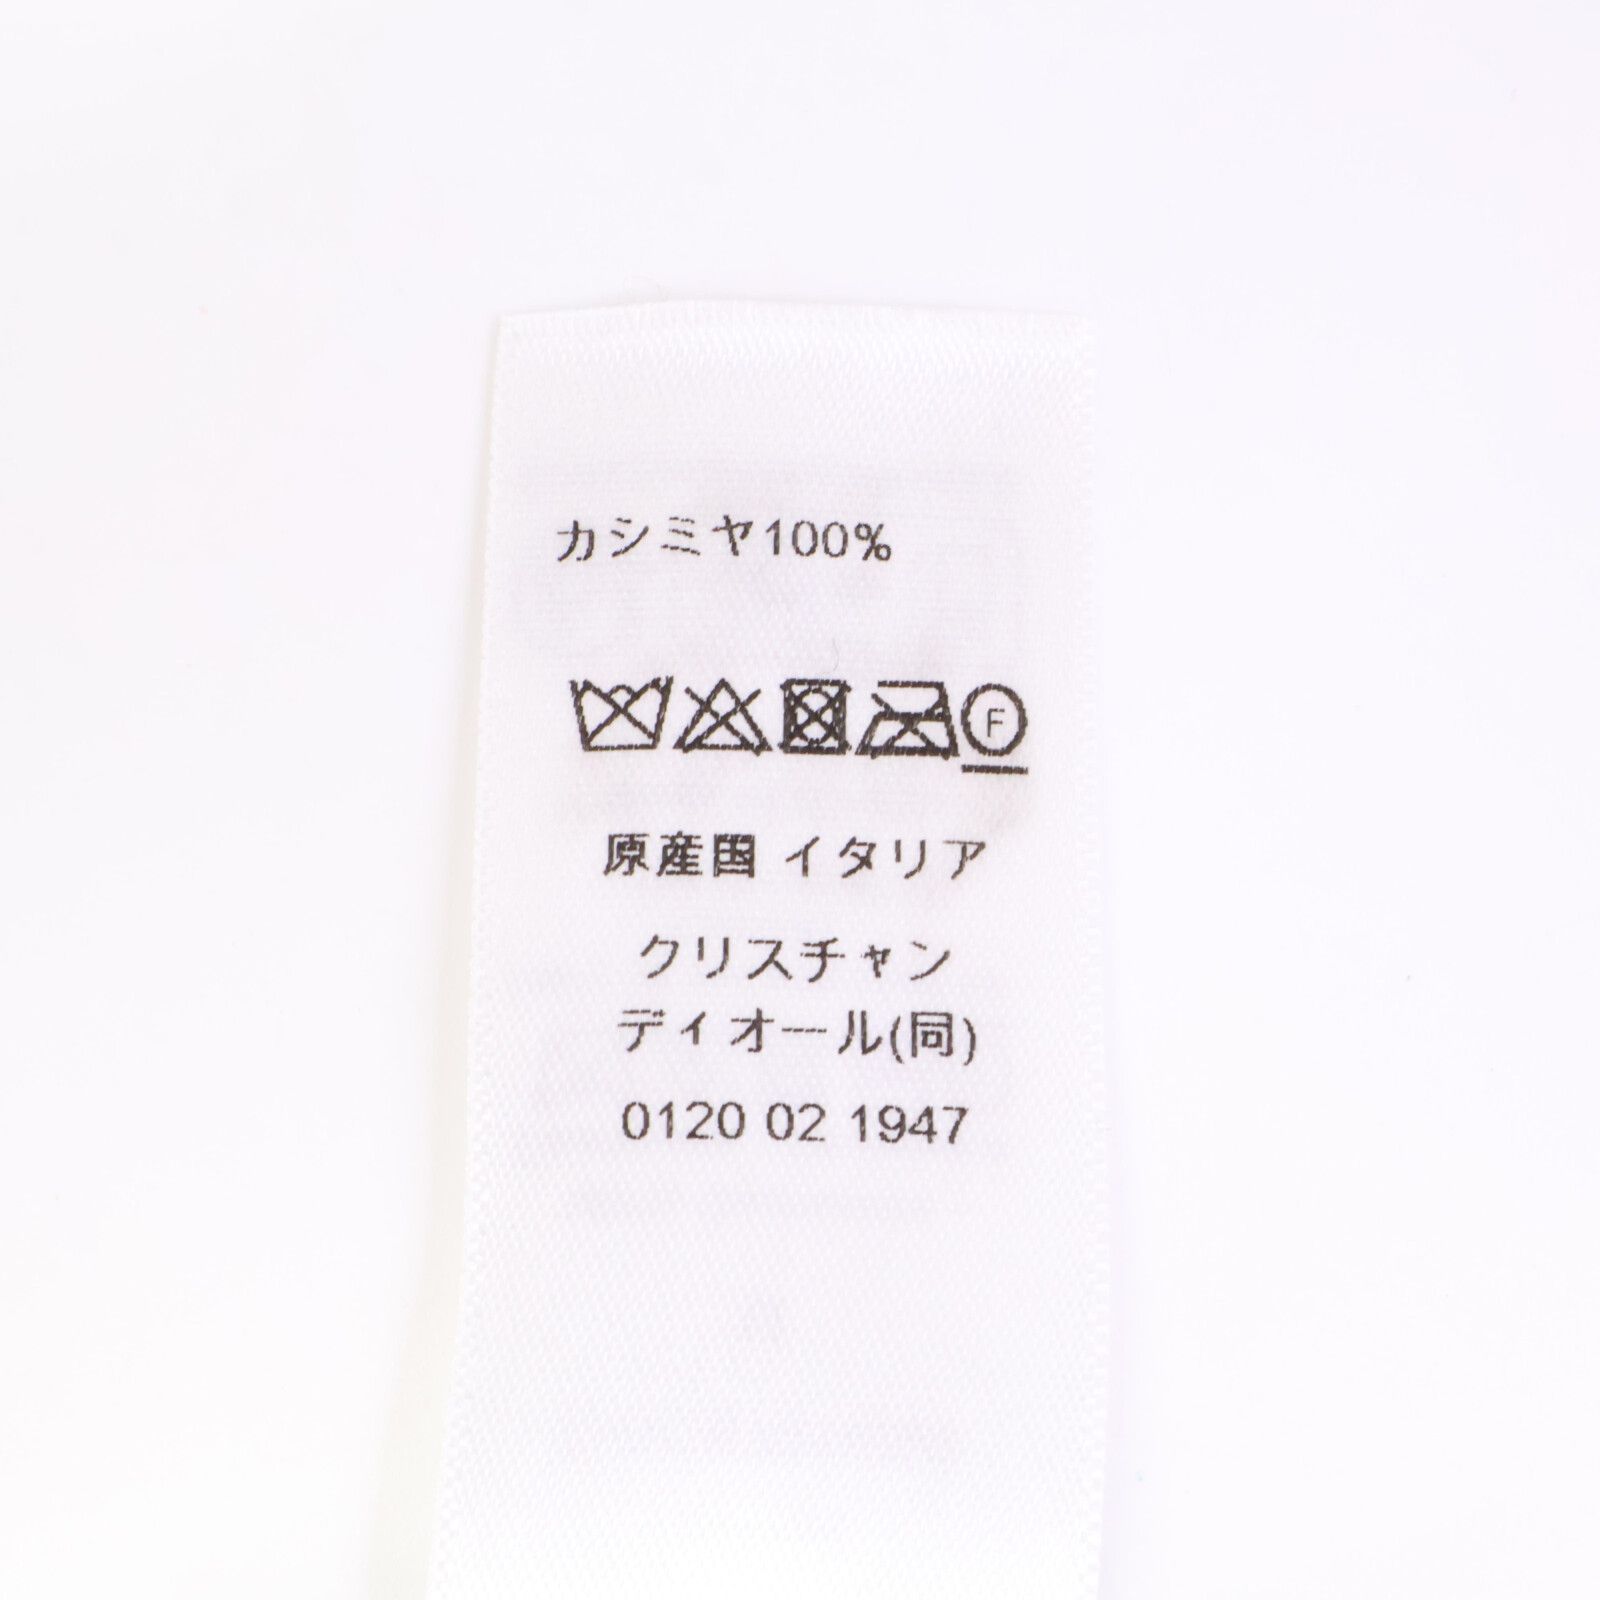 カシミヤ100%
F
原産国 イタリア
クリスチャン
ディオール(同)
0120 02 1947